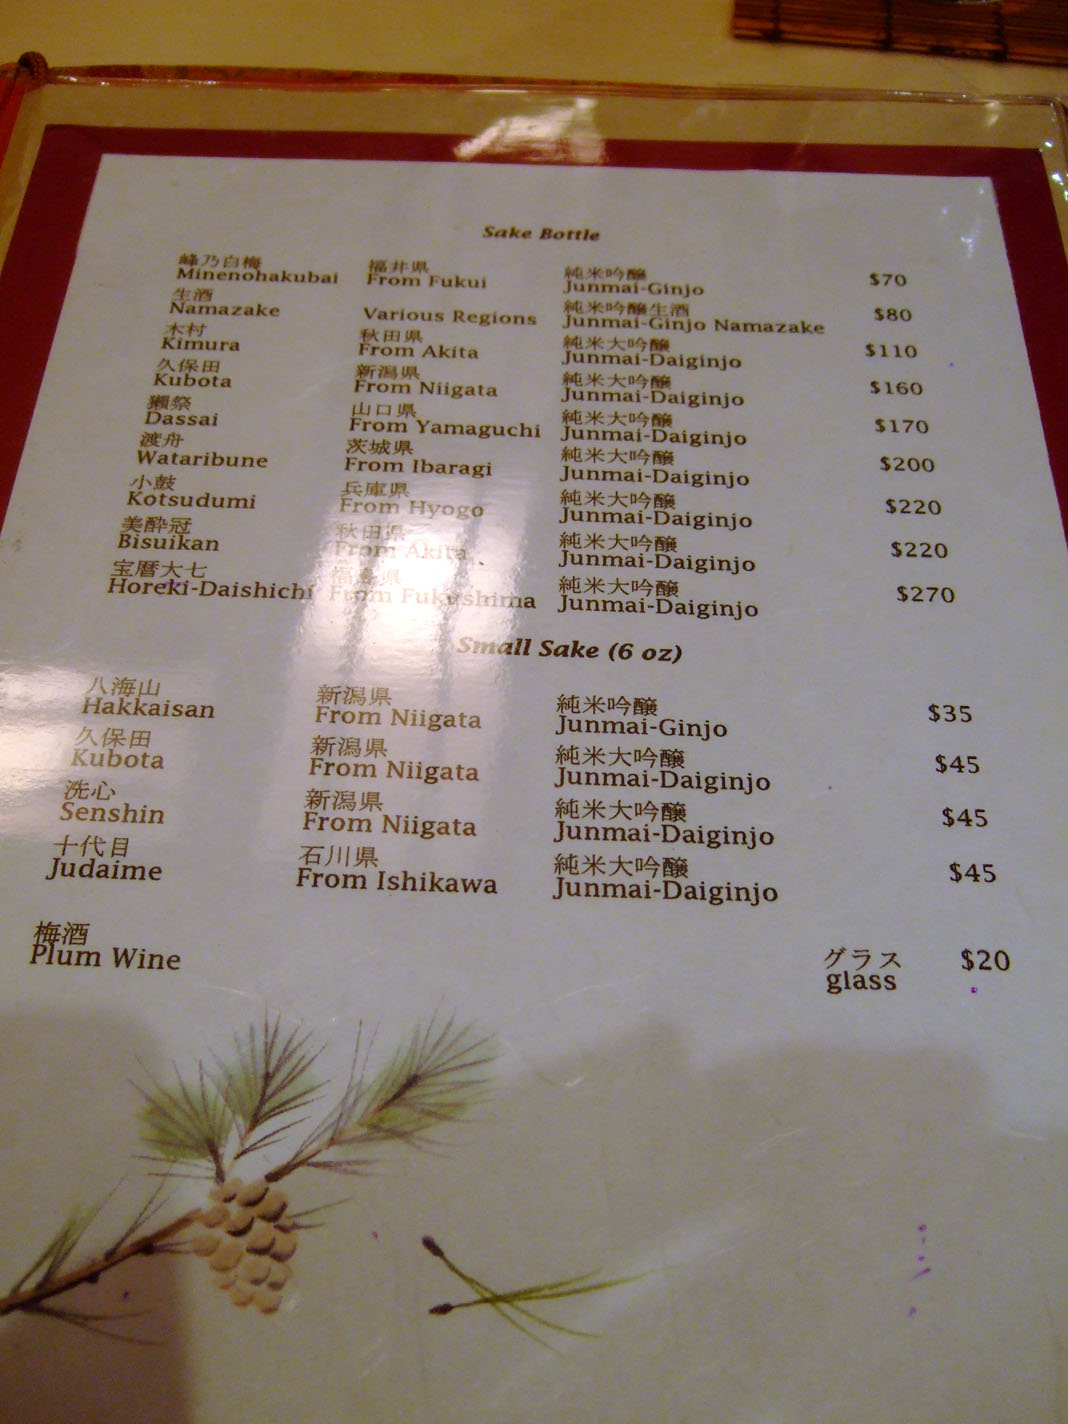 Sake Bottle
峰乃白梅 福井県 純米吟醸
Minenohakubai From Fukui Junmai-Ginjo $70
生酒 純米吟醸生酒
Namazake Various Regions Junmai-Ginjo Namazake $80
木村 秋田県 純米大吟醸
Kimura From Akita Junmai-Daiginjo $110
久保田 新潟県 純米大吟醸
Kubota From Niigata Junmai-Daiginjo $160
獺祭 山口県 純米大吟醸
Dassai From Yamaguchi Junmai-Daiginjo $170
渡舟 茨城県 純米大吟醸
Wataribune From Ibaragi Junmai-Daiginjo $200
小鼓 兵庫県 純米大吟醸
Kotsudumi From Hyogo Junmai-Daiginjo $220
美酔冠 秋田県 純米大吟醸
Bisuikan From Akita Junmai-Daiginjo $220
宝暦大七 福島県 純米大吟醸
Horeki-Daishichi From Fukushima Junmai-Daiginjo $270
Small Sake (6 oz)
八海山 新潟県 純米吟醸
Hakkaisan From Niigata Junmai-Ginjo $35
久保田 新潟県 純米大吟醸
Kubota From Niigata Junmai-Daiginjo $45
洗心 新潟県 純米大吟醸
Senshin From Niigata Junmai-Daiginjo $45
十代目 石川県 純米大吟醸
Judaime From Ishikawa Junmai-Daiginjo $45
梅酒 グラス
Plum Wine glass $20